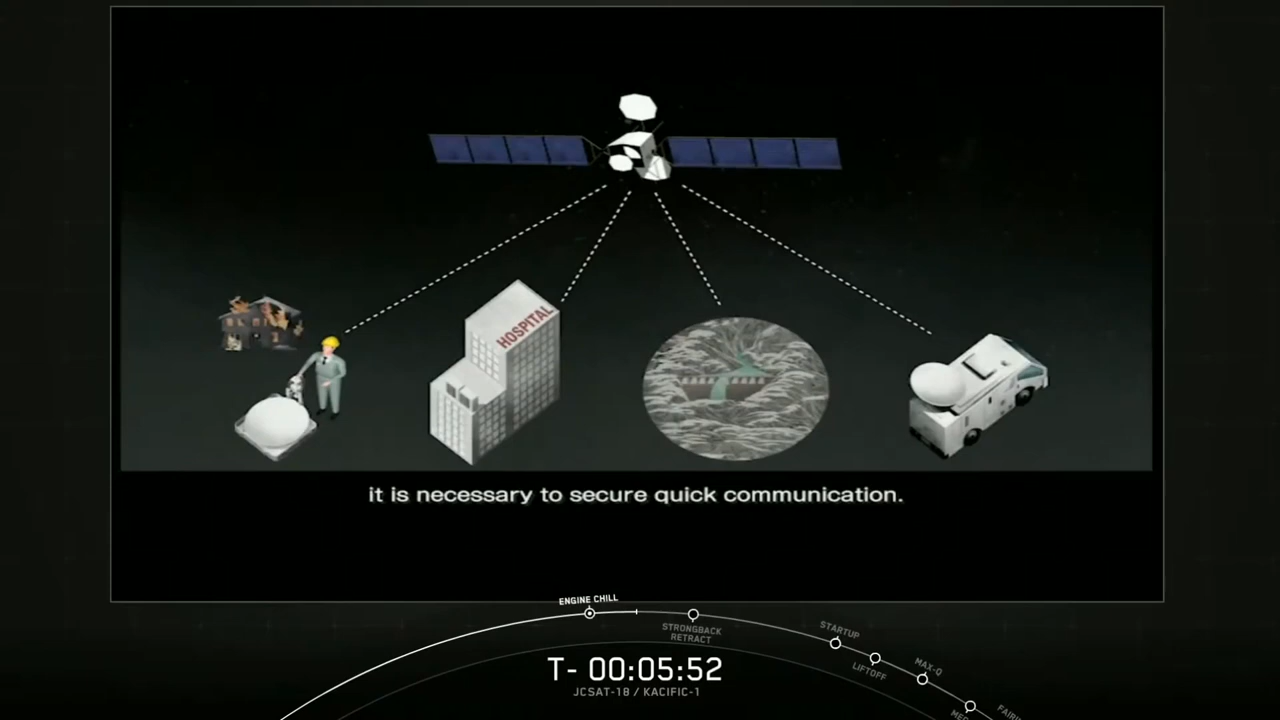 HOSPITAL
it is necessary to secure quick communication.
ENGINE CHILL
STRONGBACK
RETRACT
STARTUP
LIFTOFF
MAX-Q
T- 00:05:52
JCSAT-18 / KACIFIC-1